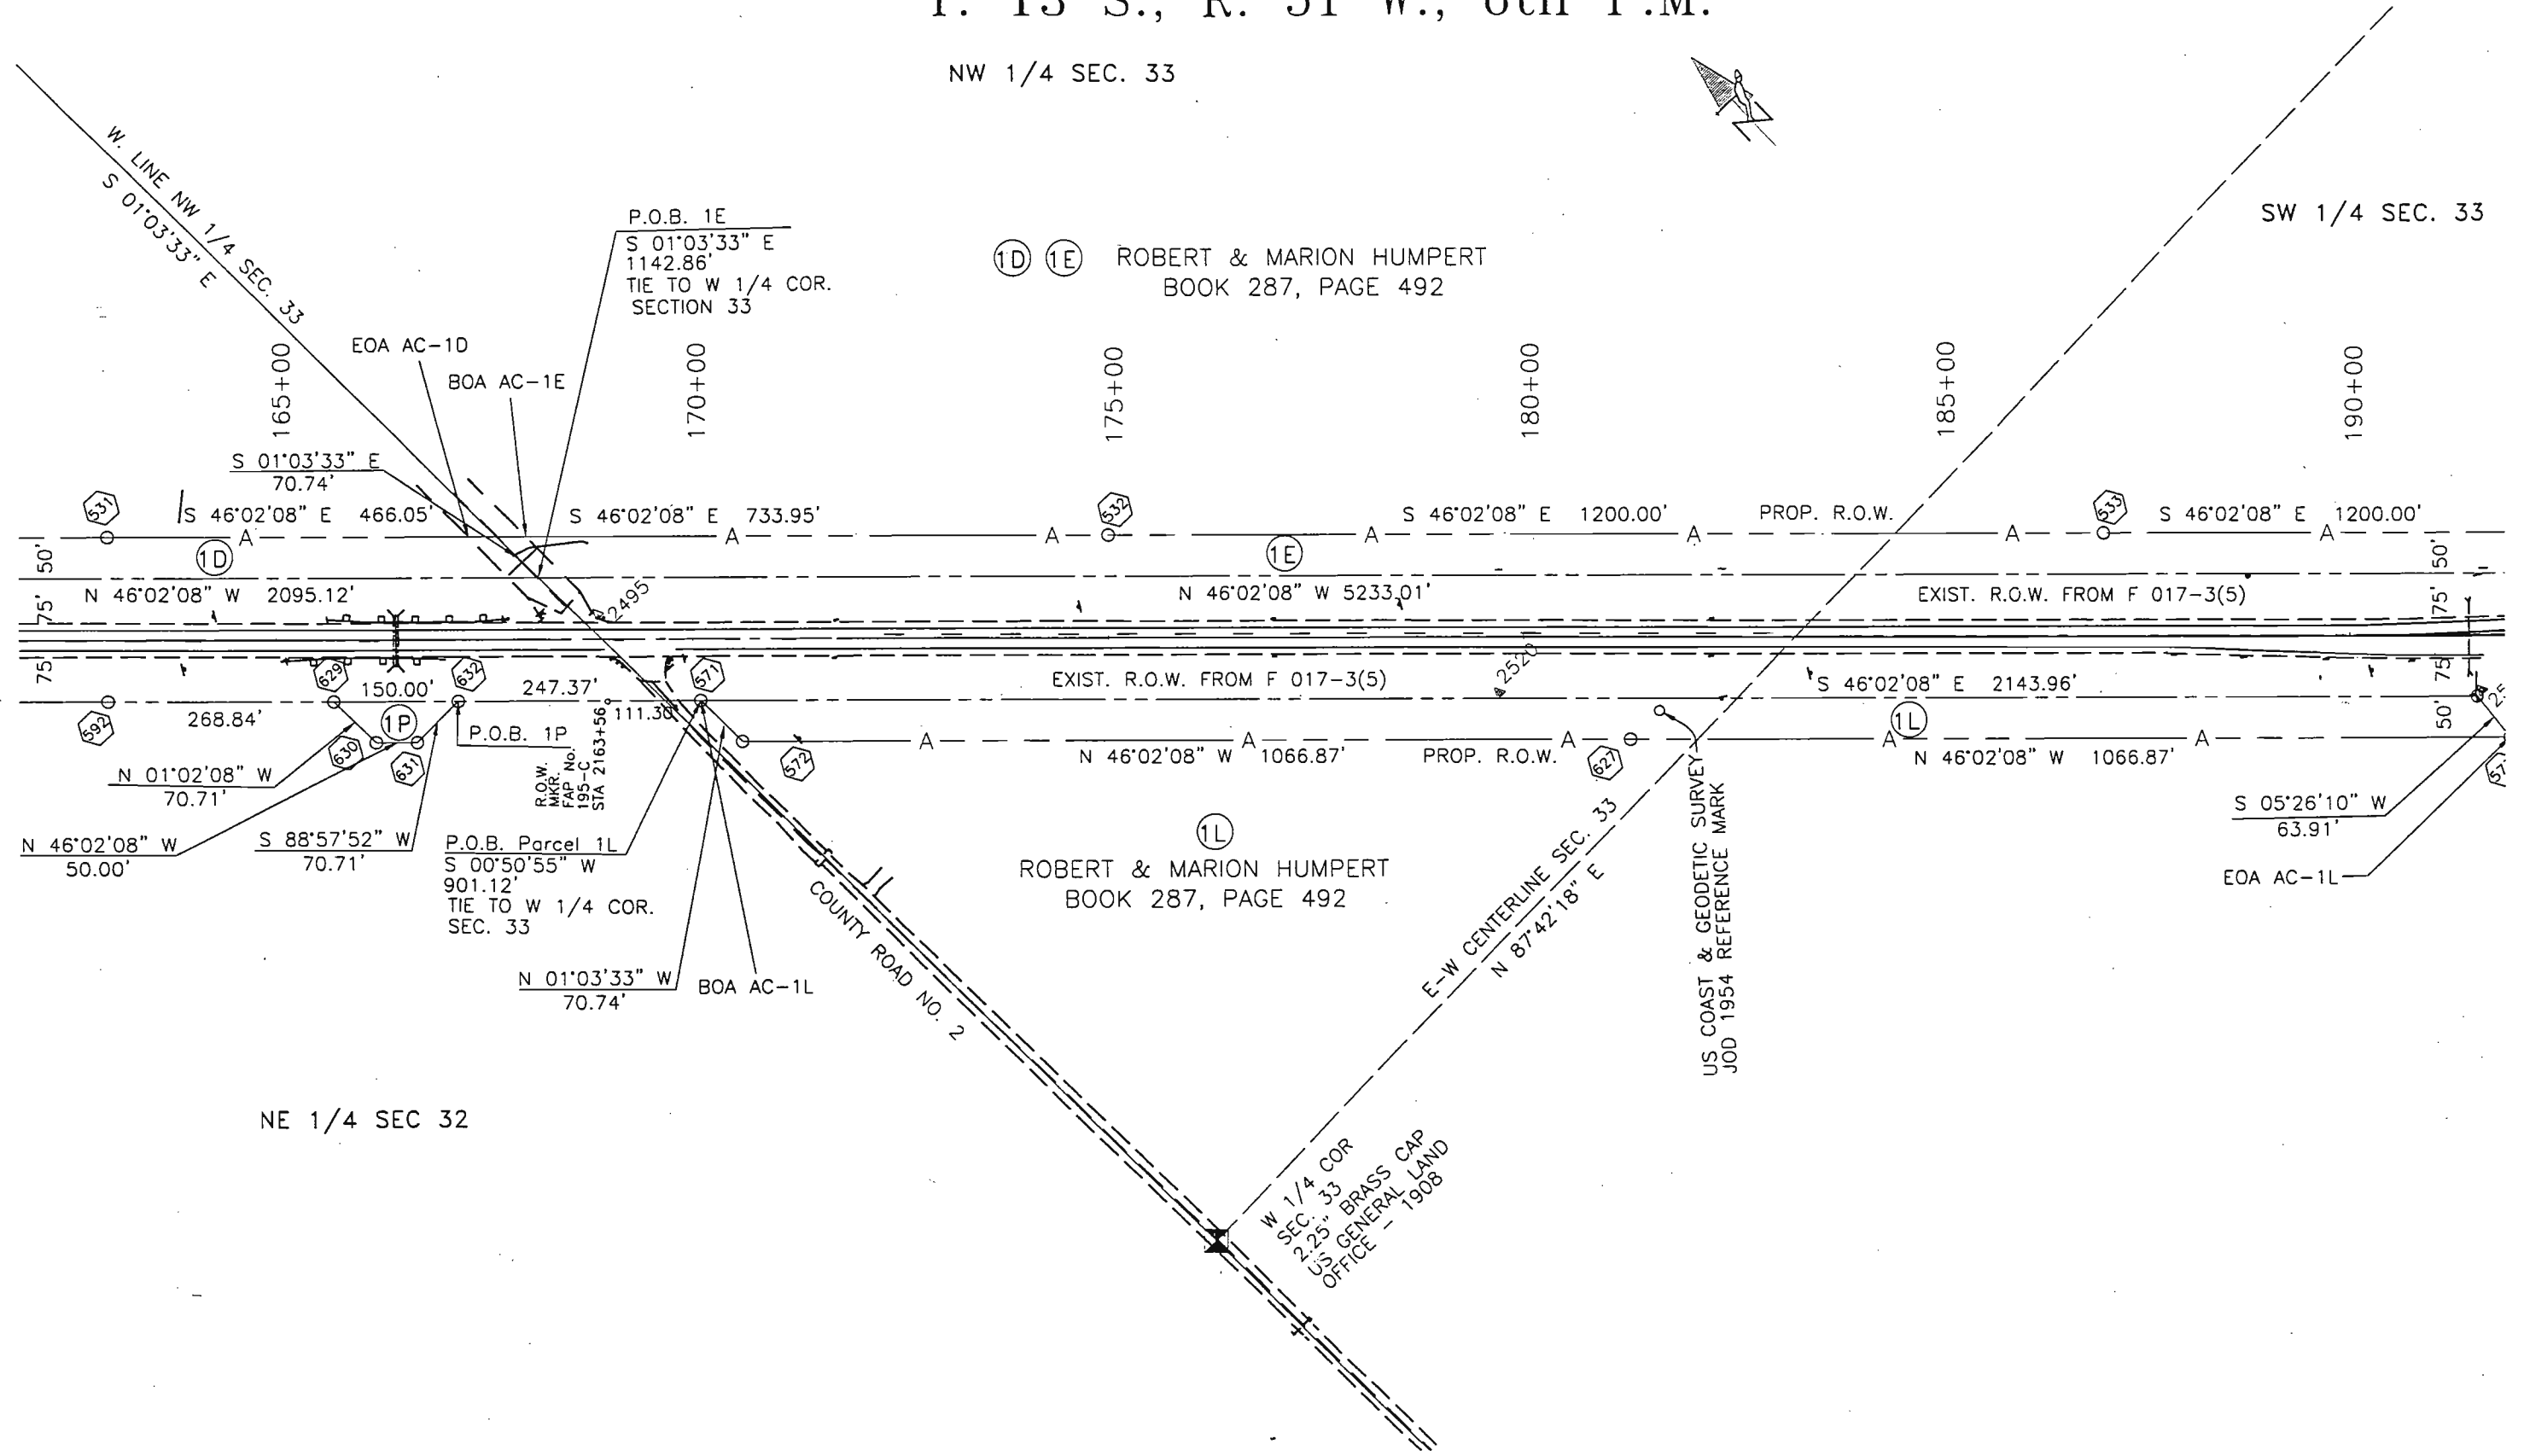 T. 13 S., R. 51 W., 6th P.M.
NW 1/4 SEC. 33
SW 1/4 SEC. 33
W. LINE NW 1/4 SEC. 33
S 01°03'33" E
P.O.B. 1E
S 01°03'33" E
1142.86'
TIE TO W 1/4 COR.
SECTION 33
1D 1E ROBERT & MARION HUMPERT
BOOK 287, PAGE 492
EOA AC-1D
BOA AC-1E
165+00
170+00
175+00
180+00
185+00
190+00
S 01°03'33" E
70.74'
531
S 46°02'08" E 466.05'
S 46°02'08" E 733.95'
532
S 46°02'08" E 1200.00'
PROP. R.O.W.
533
S 46°02'08" E 1200.00'
A A A A A A A
50'
1D
1E
50'
N 46°02'08" W 2095.12'
2495
N 46°02'08" W 5233.01'
EXIST. R.O.W. FROM F 017-3(5)
75'
75'
75'
629
150.00'
632
247.37'
571
EXIST. R.O.W. FROM F 017-3(5)
2520
S 46°02'08" E 2143.96'
75'
592
268.84'
1P
P.O.B. 1P
111.30'
1L
50'
630
631
R.O.W.
MKR.
FAP No.
195-C
STA 2163+56
572
A A A A A
N 46°02'08" W 1066.87'
PROP. R.O.W.
627
N 46°02'08" W 1066.87'
N 01°02'08" W
70.71'
N 46°02'08" W
50.00'
S 88°57'52" W
70.71'
P.O.B. Parcel 1L
S 00°50'55" W
901.12'
TIE TO W 1/4 COR.
SEC. 33
N 01°03'33" W
70.74'
BOA AC-1L
COUNTY ROAD NO. 2
1L
ROBERT & MARION HUMPERT
BOOK 287, PAGE 492
E-W CENTERLINE SEC. 33
N 87°42'18" E
US COAST & GEODETIC SURVEY
JOD 1954 REFERENCE MARK
S 05°26'10" W
63.91'
EOA AC-1L
NE 1/4 SEC 32
W 1/4 COR
SEC. 33
2.25" BRASS CAP
US GENERAL LAND
OFFICE - 1908